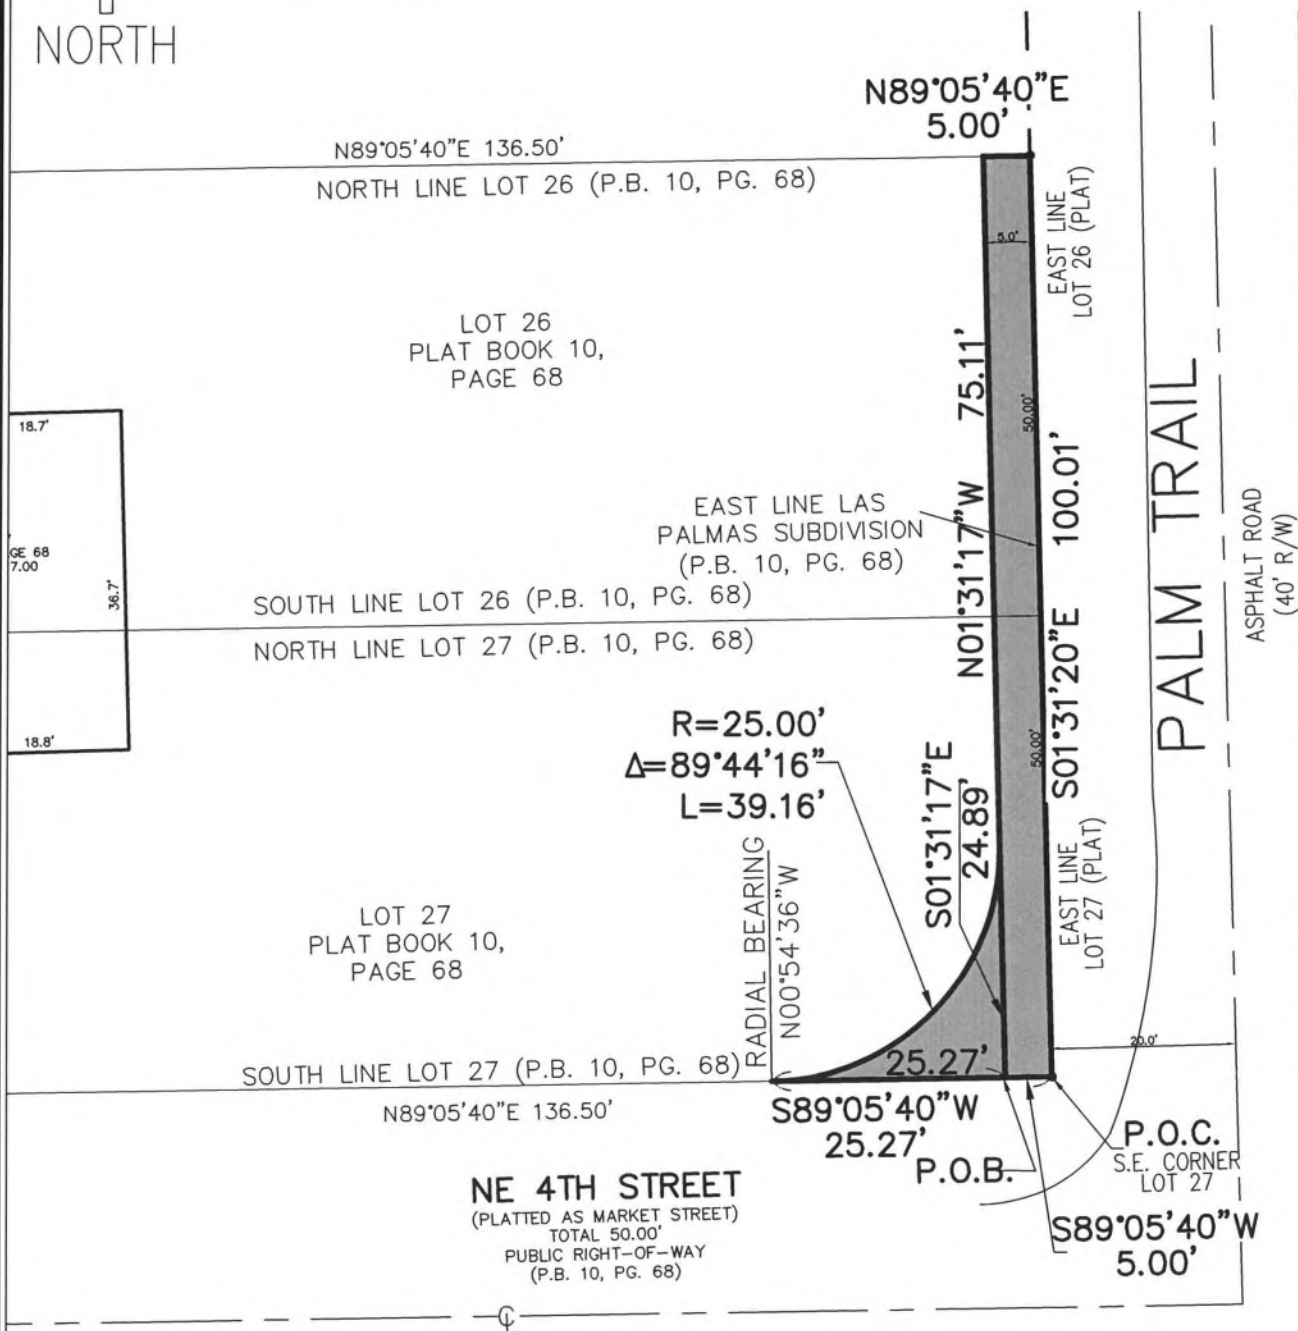 NORTH
N89°05'40"E
5.00'
N89°05'40"E 136.50'
NORTH LINE LOT 26 (P.B. 10, PG. 68)
EAST LINE
LOT 26 (PLAT)
5.0'
LOT 26
PLAT BOOK 10,
PAGE 68
N01°31'17"W 75.11'
50.00'
18.7'
GE 68
7.00
36.7'
18.8'
EAST LINE LAS
PALMAS SUBDIVISION
(P.B. 10, PG. 68)
S01°31'20"E 100.01'
PALM TRAIL
ASPHALT ROAD
(40' R/W)
SOUTH LINE LOT 26 (P.B. 10, PG. 68)
NORTH LINE LOT 27 (P.B. 10, PG. 68)
R=25.00'
Δ=89°44'16"
L=39.16'
S01°31'17"E
24.89'
50.00'
EAST LINE
LOT 27 (PLAT)
LOT 27
PLAT BOOK 10,
PAGE 68
RADIAL BEARING
N00°54'36"W
20.0'
25.27'
SOUTH LINE LOT 27 (P.B. 10, PG. 68)
N89°05'40"E 136.50'
S89°05'40"W
25.27'
P.O.B.
P.O.C.
S.E. CORNER
LOT 27
S89°05'40"W
5.00'
NE 4TH STREET
(PLATTED AS MARKET STREET)
TOTAL 50.00'
PUBLIC RIGHT-OF-WAY
(P.B. 10, PG. 68)
℄